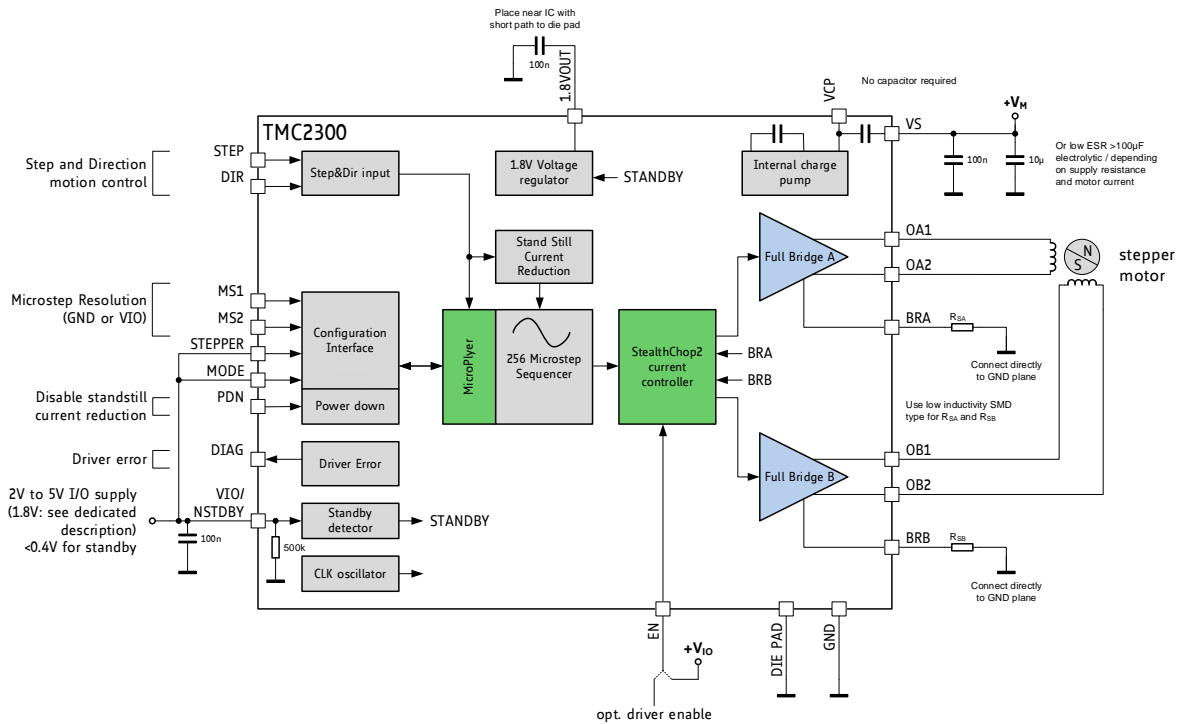 Place near IC with
short path to die pad
100n
1.8VOUT
No capacitor required
VCP
+VM
TMC2300
VS
STEP
Step and Direction
motion control
DIR
Step&Dir input
1.8V Voltage
regulator
STANDBY
Internal charge
pump
100n
10µ
Or low ESR >100µF
electrolytic / depending
on supply resistance
and motor current
Stand Still
Current
Reduction
Full Bridge A
OA1
OA2
N
S
stepper
motor
Microstep Resolution
(GND or VIO)
MS1
MS2
STEPPER
MODE
Configuration
Interface
MicroPlyer
256 Microstep
Sequencer
StealthChop2
current
controller
BRA
BRB
BRA
RSA
Connect directly
to GND plane
Disable standstill
current reduction
PDN
Power down
Use low inductivity SMD
type for RSA and RSB
Driver error
DIAG
Driver Error
Full Bridge B
OB1
OB2
2V to 5V I/O supply
(1.8V: see dedicated
description)
<0.4V for standby
VIO/
NSTDBY
100n
500k
Standby
detector
STANDBY
BRB
RSB
Connect directly
to GND plane
CLK oscillator
EN
DIE PAD
GND
+VIO
opt. driver enable